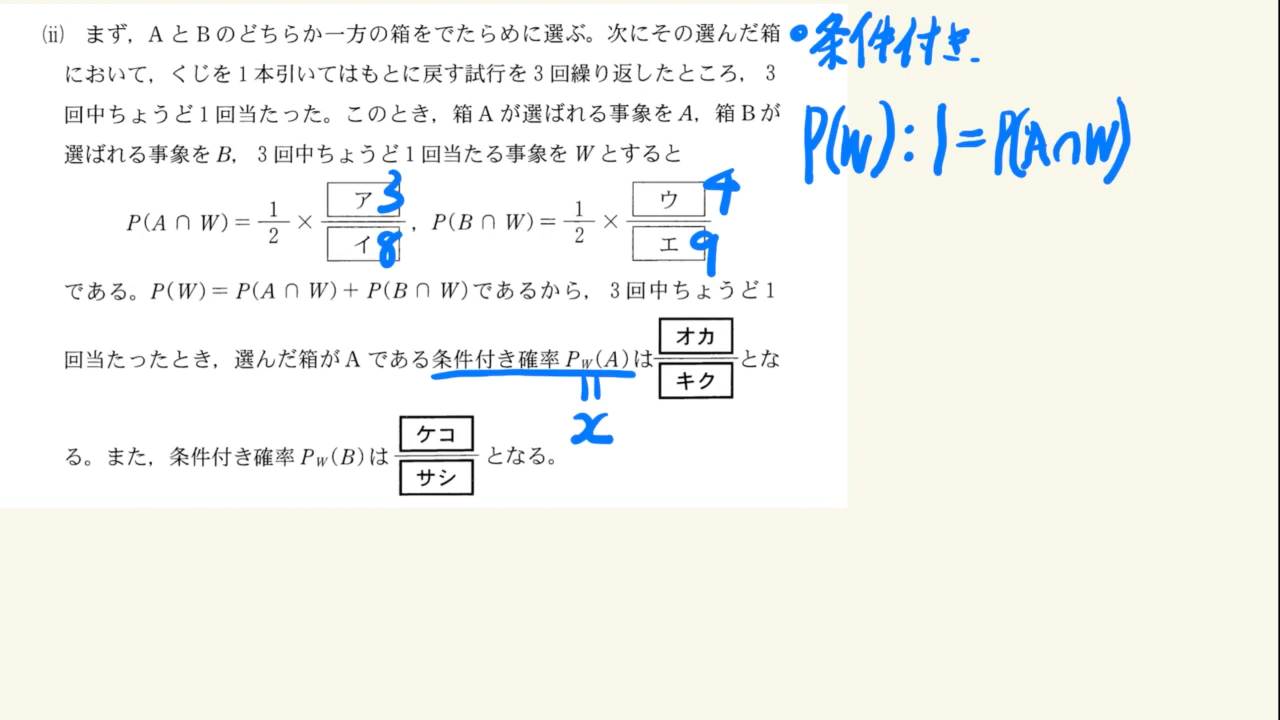 (ii) まず，AとBのどちらか一方の箱をでたらめに選ぶ。次にその選んだ箱
において，くじを1本引いてはもとに戻す試行を3回繰り返したところ，3
回中ちょうど1回当たった。このとき，箱Aが選ばれる事象をA，箱Bが
選ばれる事象をB，3回中ちょうど1回当たる事象をWとすると
P(A∩W)=1/2×ア/イ，P(B∩W)=1/2×ウ/エ
3 8 4 9
である。P(W)=P(A∩W)+P(B∩W)であるから，3回中ちょうど1
回当たったとき，選んだ箱がAである条件付き確率P_W(A)はオカ/キクとな
=x
る。また，条件付き確率P_W(B)はケコ/サシとなる。
•条件付き.
P(W):1=P(A∩W)